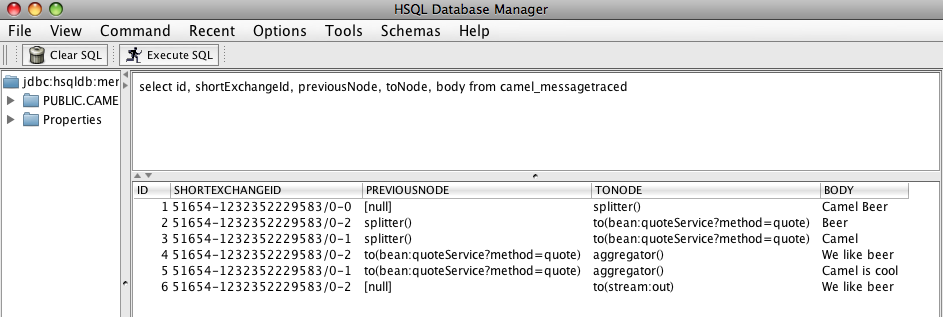 HSQL Database Manager
File View Command Recent Options Tools Schemas Help
Clear SQL Execute SQL
jdbc:hsqldb:mer
PUBLIC.CAME
Properties
select id, shortExchangeId, previousNode, toNode, body from camel_messagetraced
ID SHORTEXCHANGEID PREVIOUSNODE TONODE BODY
1 51654-1232352229583/0-0 [null] splitter() Camel Beer
2 51654-1232352229583/0-2 splitter() to(bean:quoteService?method=quote) Beer
3 51654-1232352229583/0-1 splitter() to(bean:quoteService?method=quote) Camel
4 51654-1232352229583/0-2 to(bean:quoteService?method=quote) aggregator() We like beer
5 51654-1232352229583/0-1 to(bean:quoteService?method=quote) aggregator() Camel is cool
6 51654-1232352229583/0-2 [null] to(stream:out) We like beer